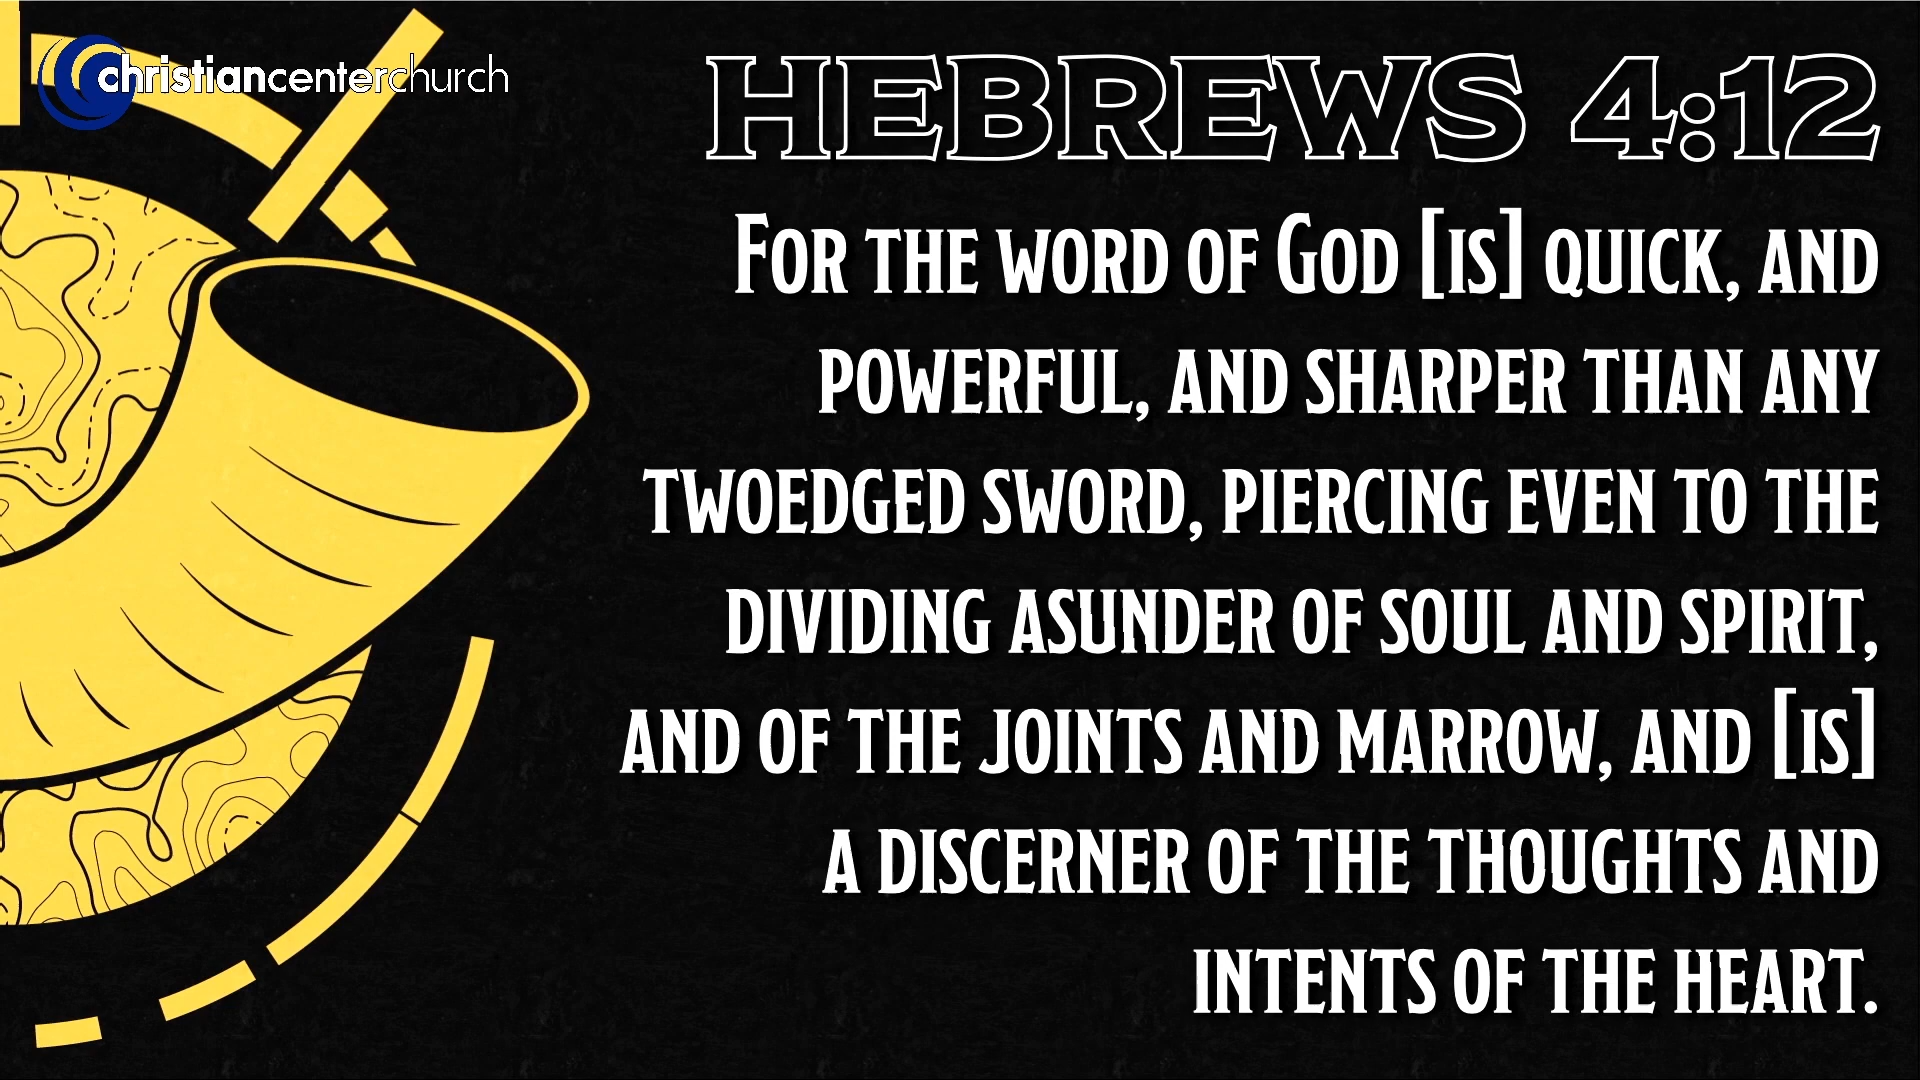 christiancenterchurch
HEBREWS 4:12
For the word of God [is] quick, and
powerful, and sharper than any
twoedged sword, piercing even to the
dividing asunder of soul and spirit,
and of the joints and marrow, and [is]
a discerner of the thoughts and
intents of the heart.